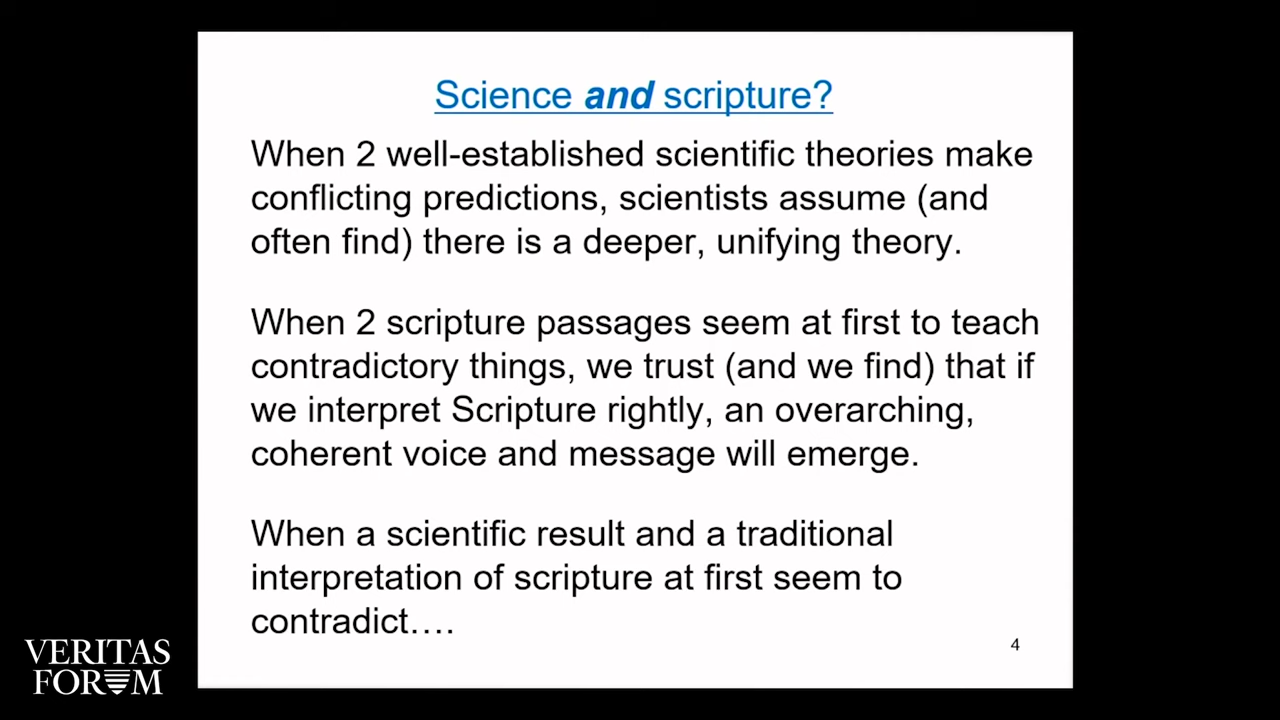 Science and scripture?
When 2 well-established scientific theories make
conflicting predictions, scientists assume (and
often find) there is a deeper, unifying theory.
When 2 scripture passages seem at first to teach
contradictory things, we trust (and we find) that if
we interpret Scripture rightly, an overarching,
coherent voice and message will emerge.
When a scientific result and a traditional
interpretation of scripture at first seem to
contradict….
4
VERITAS
FORUM